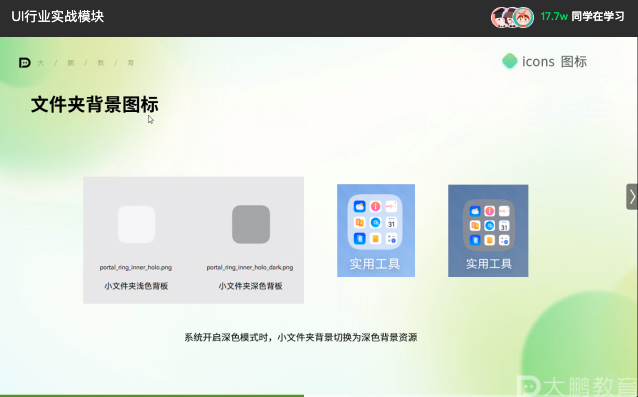 UI行业实战模块
17.7w 同学在学习
大 / 鹏 / 教 / 育
icons 图标
文件夹背景图标
portal_ring_inner_holo.png
portal_ring_inner_holo_dark.png
小文件夹浅色背板
小文件夹深色背板
31
实用工具
31
实用工具
系统开启深色模式时，小文件夹背景切换为深色背景资源
大鹏教育